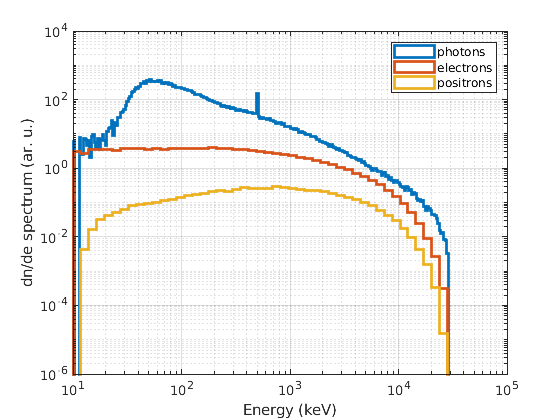 10^4
10^2
10^0
10^-2
10^-4
10^-6
dn/de spectrum (ar. u.)
photons
electrons
positrons
10^1
10^2
10^3
10^4
10^5
Energy (keV)